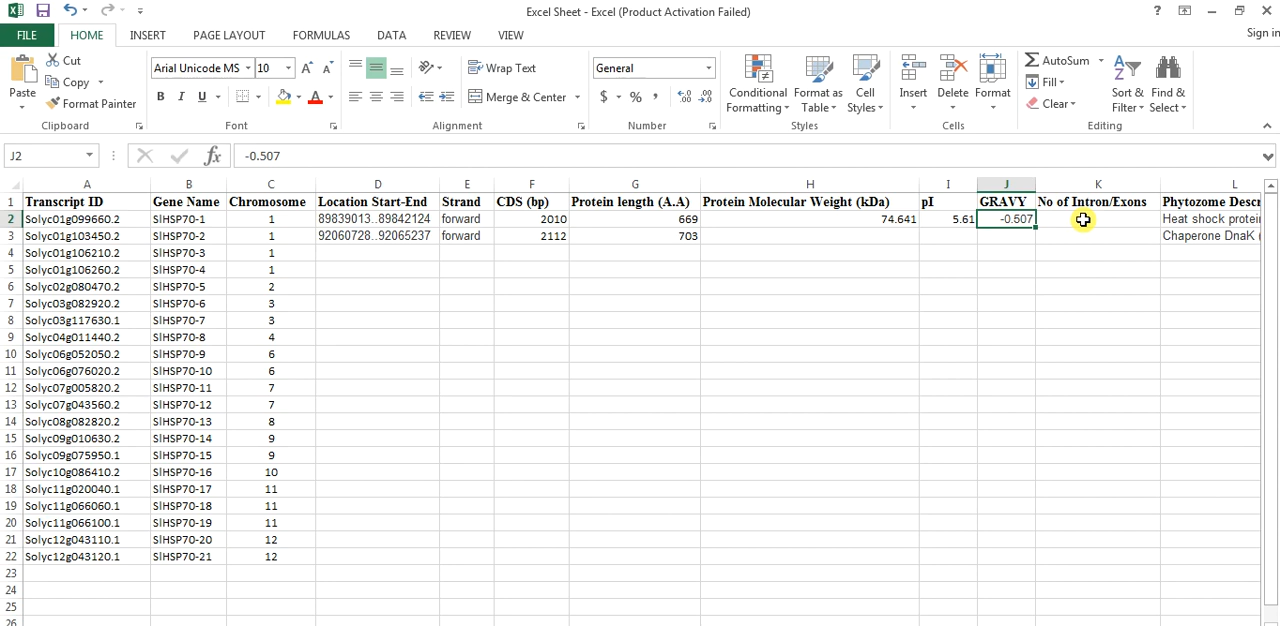 Excel Sheet - Excel (Product Activation Failed)
?
FILE HOME INSERT PAGE LAYOUT FORMULAS DATA REVIEW VIEW Sign in
Paste
Cut
Copy
Format Painter
Clipboard
Arial Unicode MS 10 A A
B I U A
Font
Wrap Text
Merge & Center
Alignment
General
$ % , .0 .00 .00 .0
Number
Conditional Formatting
Format as Table
Cell Styles
Styles
Insert
Delete
Format
Cells
AutoSum
Fill
Clear
Sort & Filter
Find & Select
Editing
J2 fx -0.507
A B C D E F G H I J K L
1 Transcript ID Gene Name Chromosome Location Start-End Strand CDS (bp) Protein length (A.A) Protein Molecular Weight (kDa) pI GRAVY No of Intron/Exons Phytozome Descr
2 Solyc01g099660.2 SlHSP70-1 1 89839013..89842124 forward 2010 669 74.641 5.61 -0.507 Heat shock protei
3 Solyc01g103450.2 SlHSP70-2 1 92060728..92065237 forward 2112 703 Chaperone DnaK (
4 Solyc01g106210.2 SlHSP70-3 1
5 Solyc01g106260.2 SlHSP70-4 1
6 Solyc02g080470.2 SlHSP70-5 2
7 Solyc03g082920.2 SlHSP70-6 3
8 Solyc03g117630.1 SlHSP70-7 3
9 Solyc04g011440.2 SlHSP70-8 4
10 Solyc06g052050.2 SlHSP70-9 6
11 Solyc06g076020.2 SlHSP70-10 6
12 Solyc07g005820.2 SlHSP70-11 7
13 Solyc07g043560.2 SlHSP70-12 7
14 Solyc08g082820.2 SlHSP70-13 8
15 Solyc09g010630.2 SlHSP70-14 9
16 Solyc09g075950.1 SlHSP70-15 9
17 Solyc10g086410.2 SlHSP70-16 10
18 Solyc11g020040.1 SlHSP70-17 11
19 Solyc11g066060.1 SlHSP70-18 11
20 Solyc11g066100.1 SlHSP70-19 11
21 Solyc12g043110.1 SlHSP70-20 12
22 Solyc12g043120.1 SlHSP70-21 12
23
24
25
26